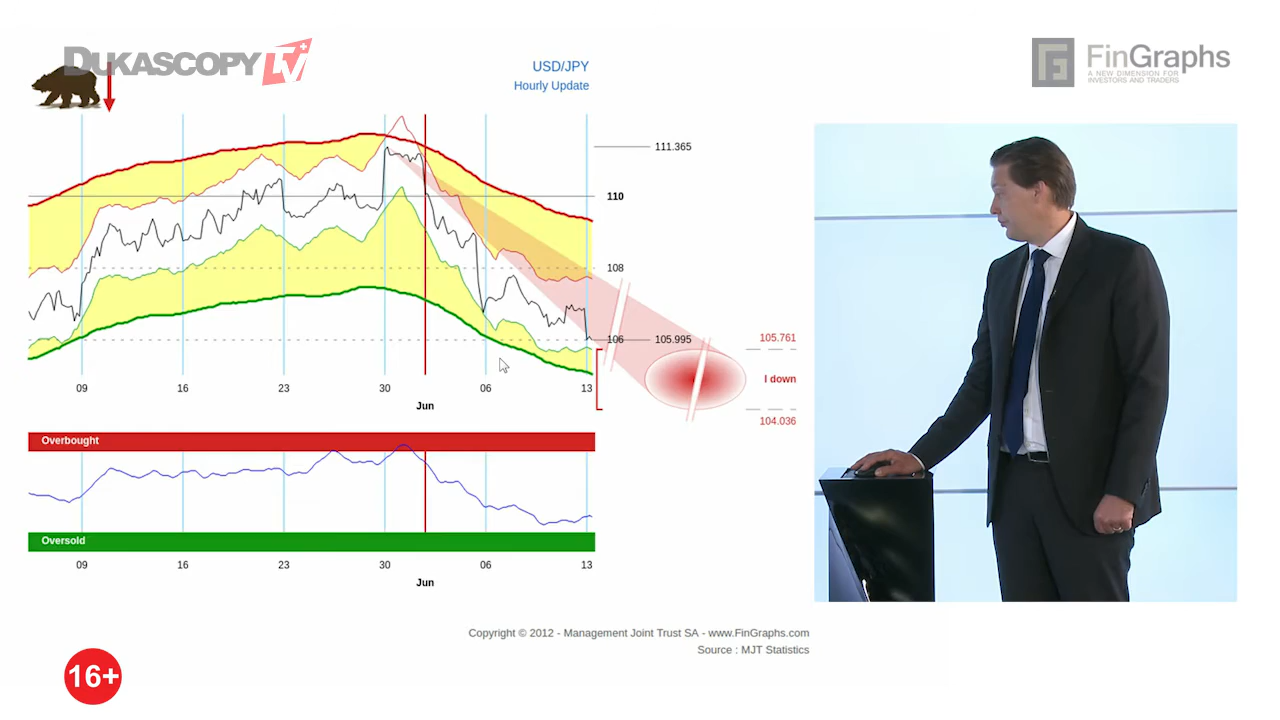 DUKASCOPY TV+
FinGraphs
A NEW DIMENSION FOR
INVESTORS AND TRADERS
USD/JPY
Hourly Update
111.365
110
108
106
105.995
105.761
I down
104.036
09 16 23 30 06 13
Jun
Overbought
Oversold
09 16 23 30 06 13
Jun
Copyright © 2012 - Management Joint Trust SA - www.FinGraphs.com
Source : MJT Statistics
16+